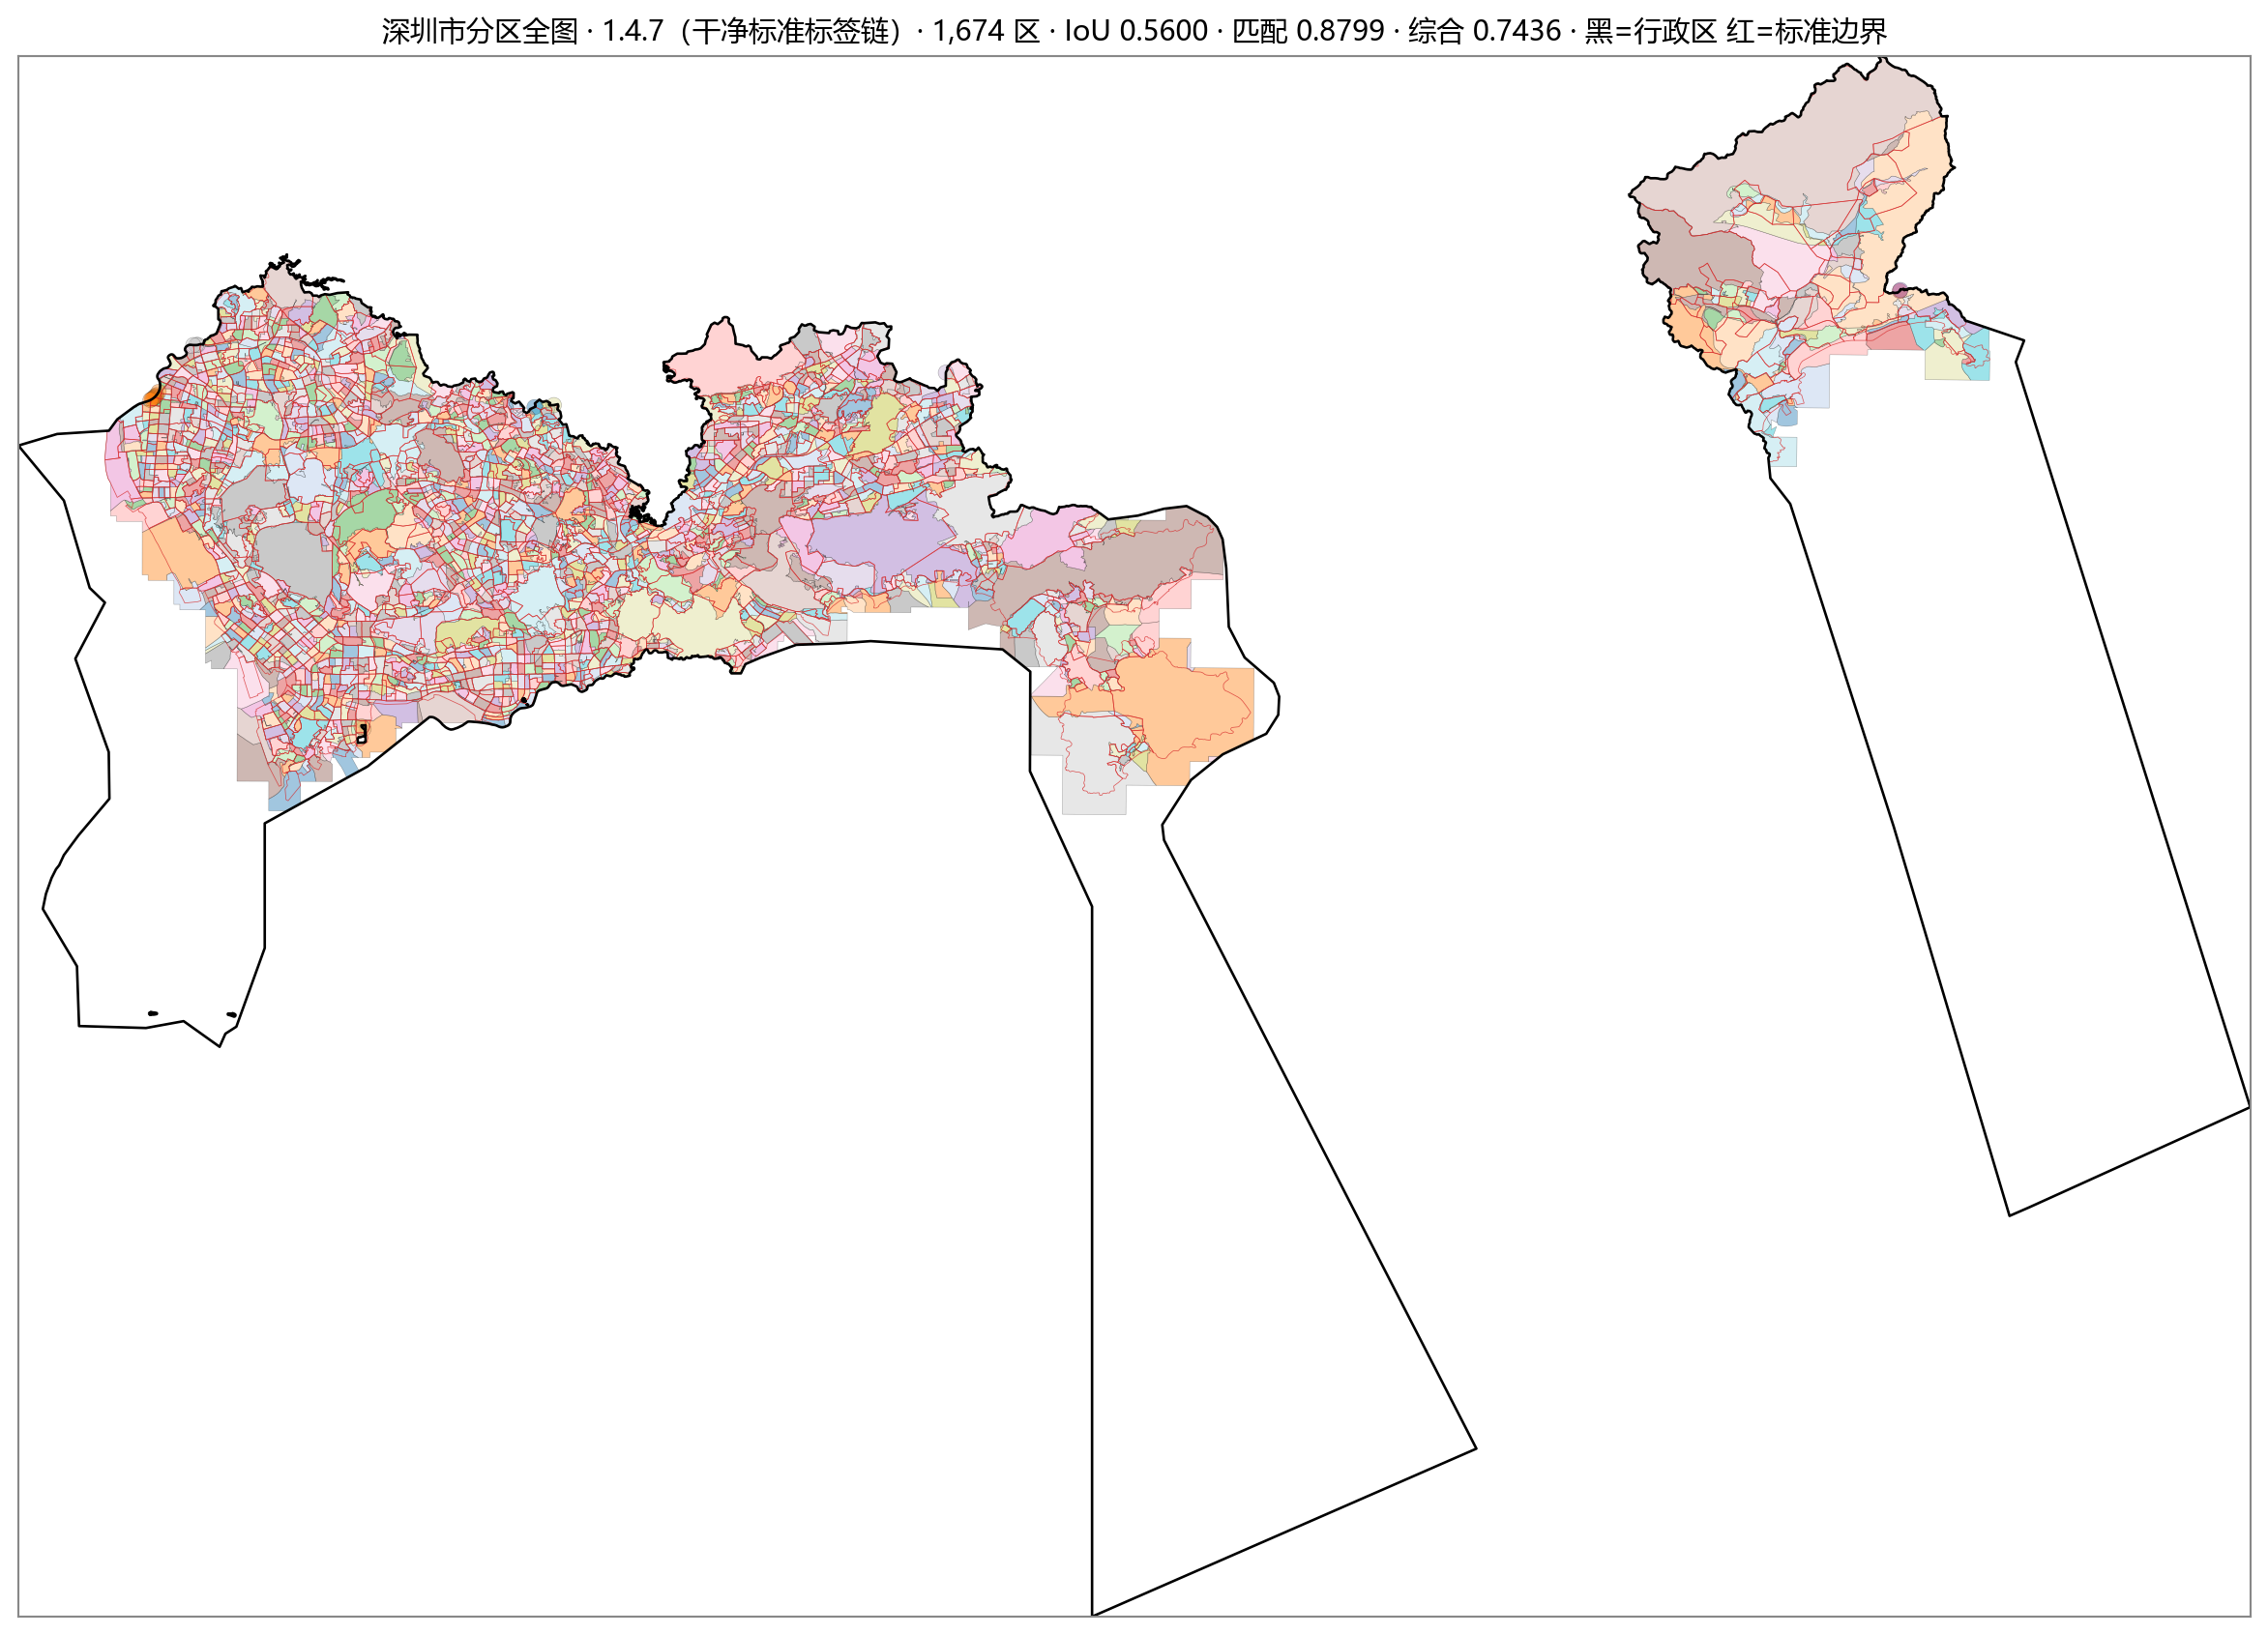 深圳市分区全图 · 1.4.7（干净标准标签链）· 1,674 区 · IoU 0.5600 · 匹配 0.8799 · 综合 0.7436 · 黑=行政区 红=标准边界